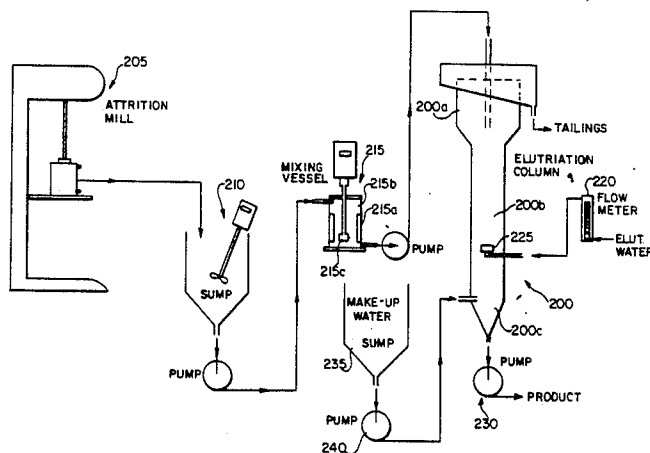 205
ATTRITION
MILL
210
SUMP
PUMP
MIXING
VESSEL
215
215b
215a
215c
PUMP
MAKE-UP
WATER
SUMP
235
PUMP
240
200a
TAILINGS
ELUTRIATION
COLUMN
200b
220
FLOW
METER
ELUT.
WATER
225
200
200c
PUMP
230
PRODUCT